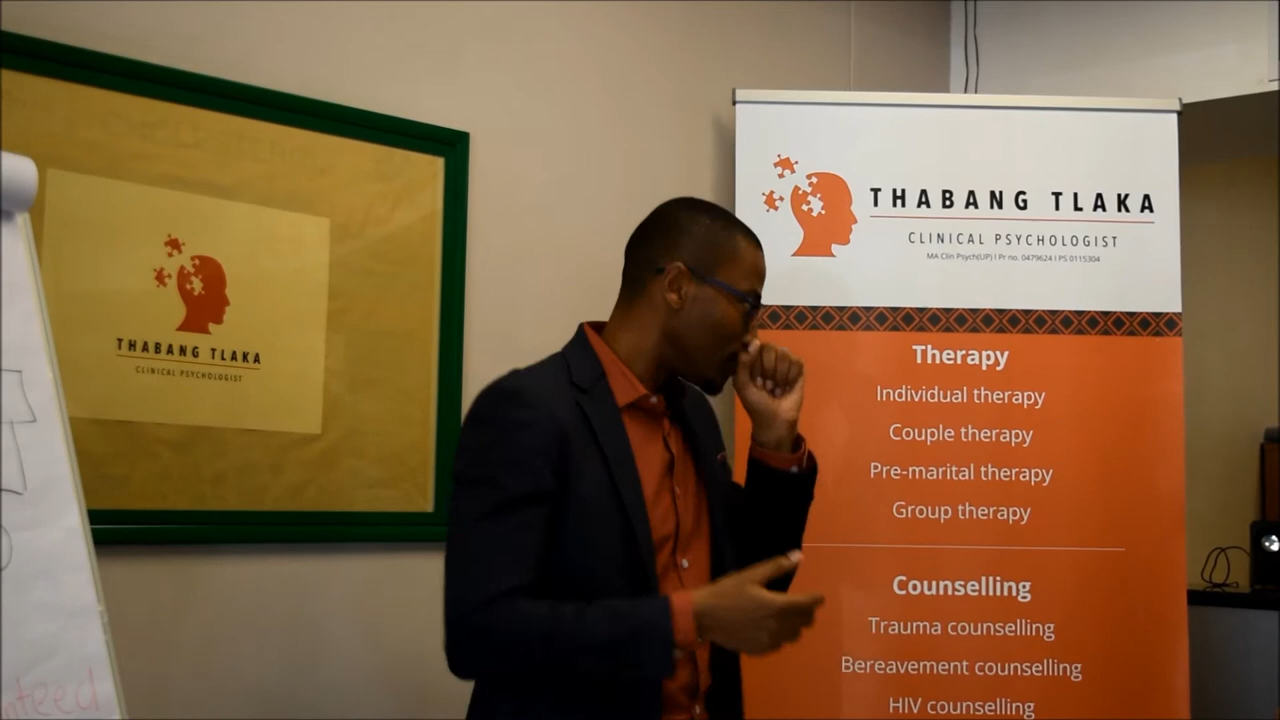 THABANG TLAKA
CLINICAL PSYCHOLOGIST
THABANG TLAKA
CLINICAL PSYCHOLOGIST
MA Clin Psych(UP) | Pr no. 0479624 | PS 0115304
Therapy
Individual therapy
Couple therapy
Pre-marital therapy
Group therapy
Counselling
Trauma counselling
Bereavement counselling
HIV counselling